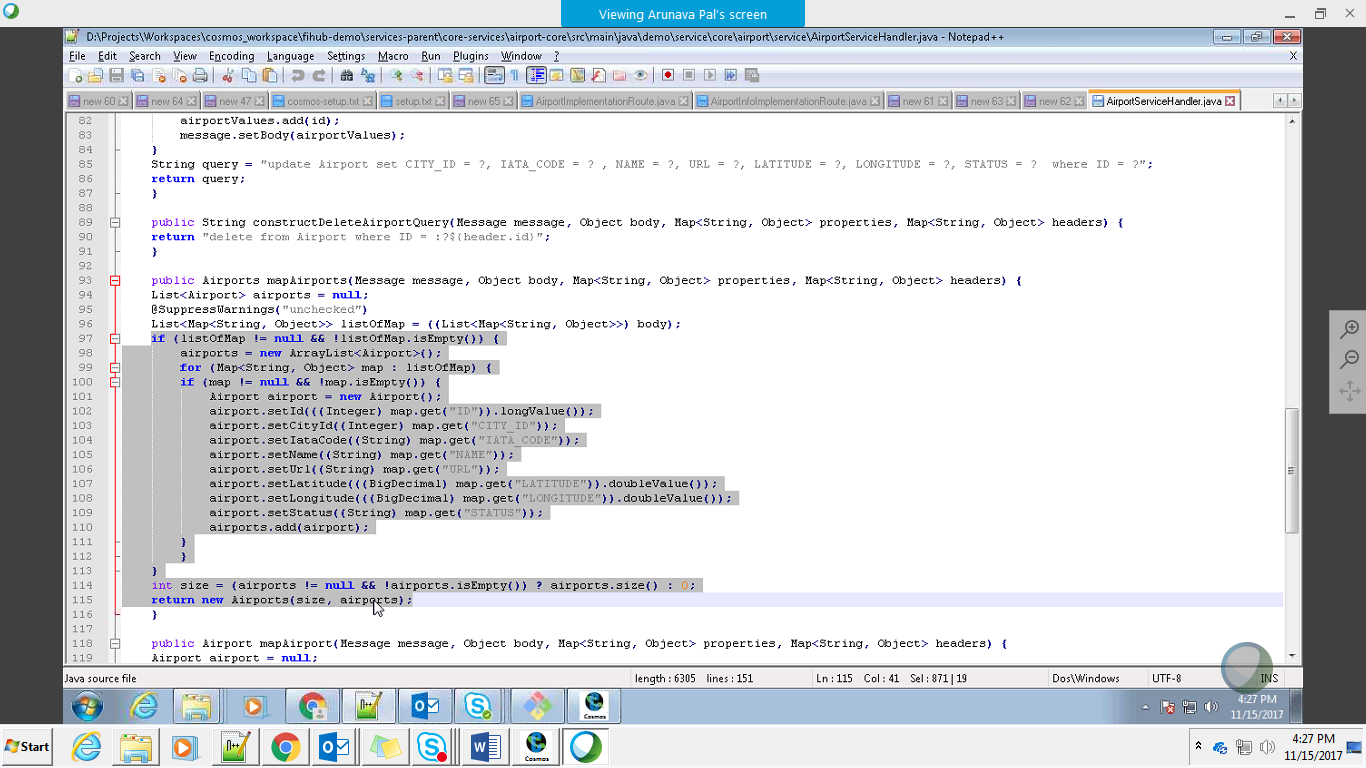 Viewing Arunava Pal's screen
D:\Projects\Workspaces\cosmos_workspace\fihub-demo\services-parent\core-services\airport-core\src\main\java\demo\service\core\airport\service\AirportServiceHandler.java - Notepad++
File Edit Search View Encoding Language Settings Macro Run Plugins Window ? X
new 60 new 64 new 47 cosmos-setup.txt setup.txt new 65 AirportImplementationRoute.java AirportInfoImplementationRoute.java new 61 new 63 new 62 AirportServiceHandler.java
82 airportValues.add(id);
83 message.setBody(airportValues);
84 }
85 String query = "update Airport set CITY_ID = ?, IATA_CODE = ? , NAME = ?, URL = ?, LATITUDE = ?, LONGITUDE = ?, STATUS = ?  where ID = ?";
86 return query;
87 }
88
89 public String constructDeleteAirportQuery(Message message, Object body, Map<String, Object> properties, Map<String, Object> headers) {
90 return "delete from Airport where ID = :?${header.id}";
91 }
92
93 public Airports mapAirports(Message message, Object body, Map<String, Object> properties, Map<String, Object> headers) {
94 List<Airport> airports = null;
95 @SuppressWarnings("unchecked")
96 List<Map<String, Object>> listOfMap = ((List<Map<String, Object>>) body);
97 if (listOfMap != null && !listOfMap.isEmpty()) {
98 airports = new ArrayList<Airport>();
99 for (Map<String, Object> map : listOfMap) {
100 if (map != null && !map.isEmpty()) {
101 Airport airport = new Airport();
102 airport.setId(((Integer) map.get("ID")).longValue());
103 airport.setCityId((Integer) map.get("CITY_ID"));
104 airport.setIataCode((String) map.get("IATA_CODE"));
105 airport.setName((String) map.get("NAME"));
106 airport.setUrl((String) map.get("URL"));
107 airport.setLatitude(((BigDecimal) map.get("LATITUDE")).doubleValue());
108 airport.setLongitude(((BigDecimal) map.get("LONGITUDE")).doubleValue());
109 airport.setStatus((String) map.get("STATUS"));
110 airports.add(airport);
111 }
112 }
113 }
114 int size = (airports != null && !airports.isEmpty()) ? airports.size() : 0;
115 return new Airports(size, airports);
116 }
117
118 public Airport mapAirport(Message message, Object body, Map<String, Object> properties, Map<String, Object> headers) {
119 Airport airport = null;
Java source file length : 6305 lines : 151 Ln : 115 Col : 41 Sel : 871 | 19 Dos\Windows UTF-8 INS
Cosmos
4:27 PM
11/15/2017
Start
Cosmos
4:27 PM
11/15/2017